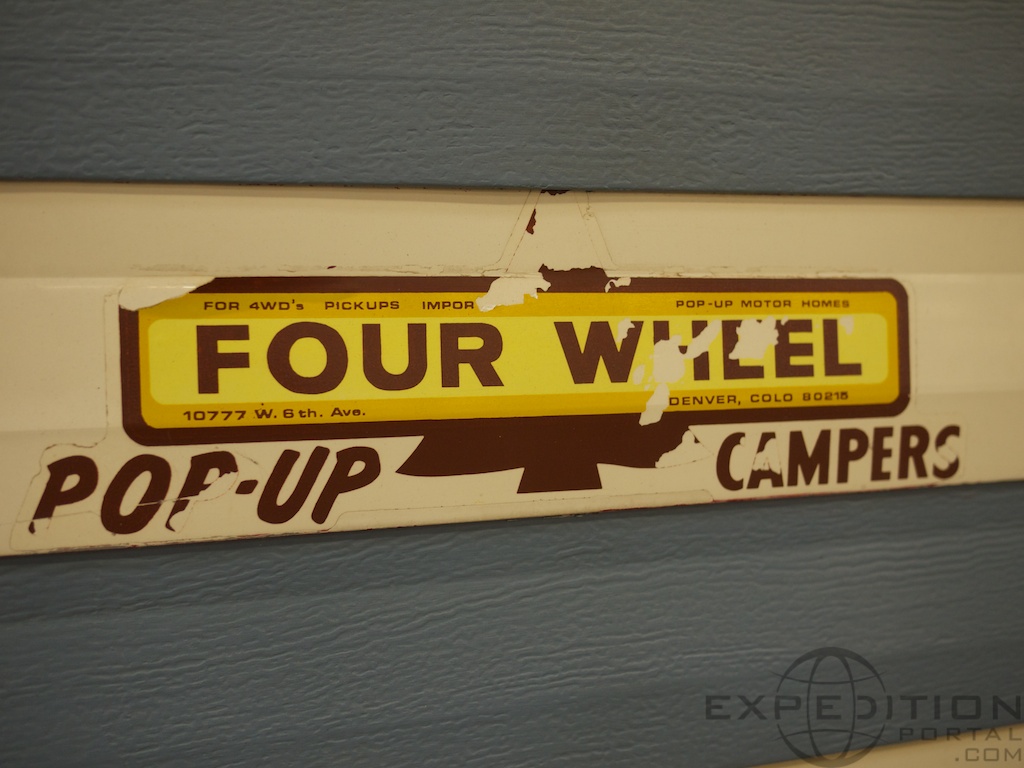 FOR 4WD's PICKUPS IMPOR POP-UP MOTOR HOMES
FOUR WHEEL
10777 W. 6th. Ave. DENVER, COLO 80215
POP-UP CAMPERS
EXPEDITION
PORTAL
.COM